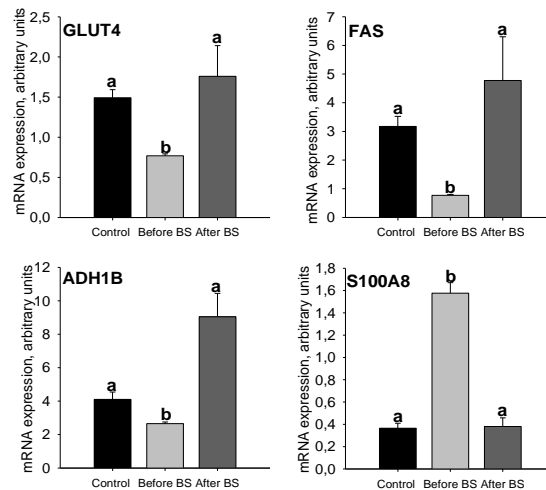 GLUT4
mRNA expression, arbitrary units
2,5
2,0
1,5
1,0
0,5
0,0
a
b
a
Control Before BS After BS
FAS
mRNA expression, arbitrary units
7
6
5
4
3
2
1
0
a
b
a
Control Before BS After BS
ADH1B
mRNA expression, arbitrary units
12
10
8
6
4
2
0
a
b
a
Control Before BS After BS
S100A8
mRNA expression, arbitrary units
1,8
1,6
1,4
1,2
1,0
0,8
0,6
0,4
0,2
0,0
a
b
a
Control Before BS After BS